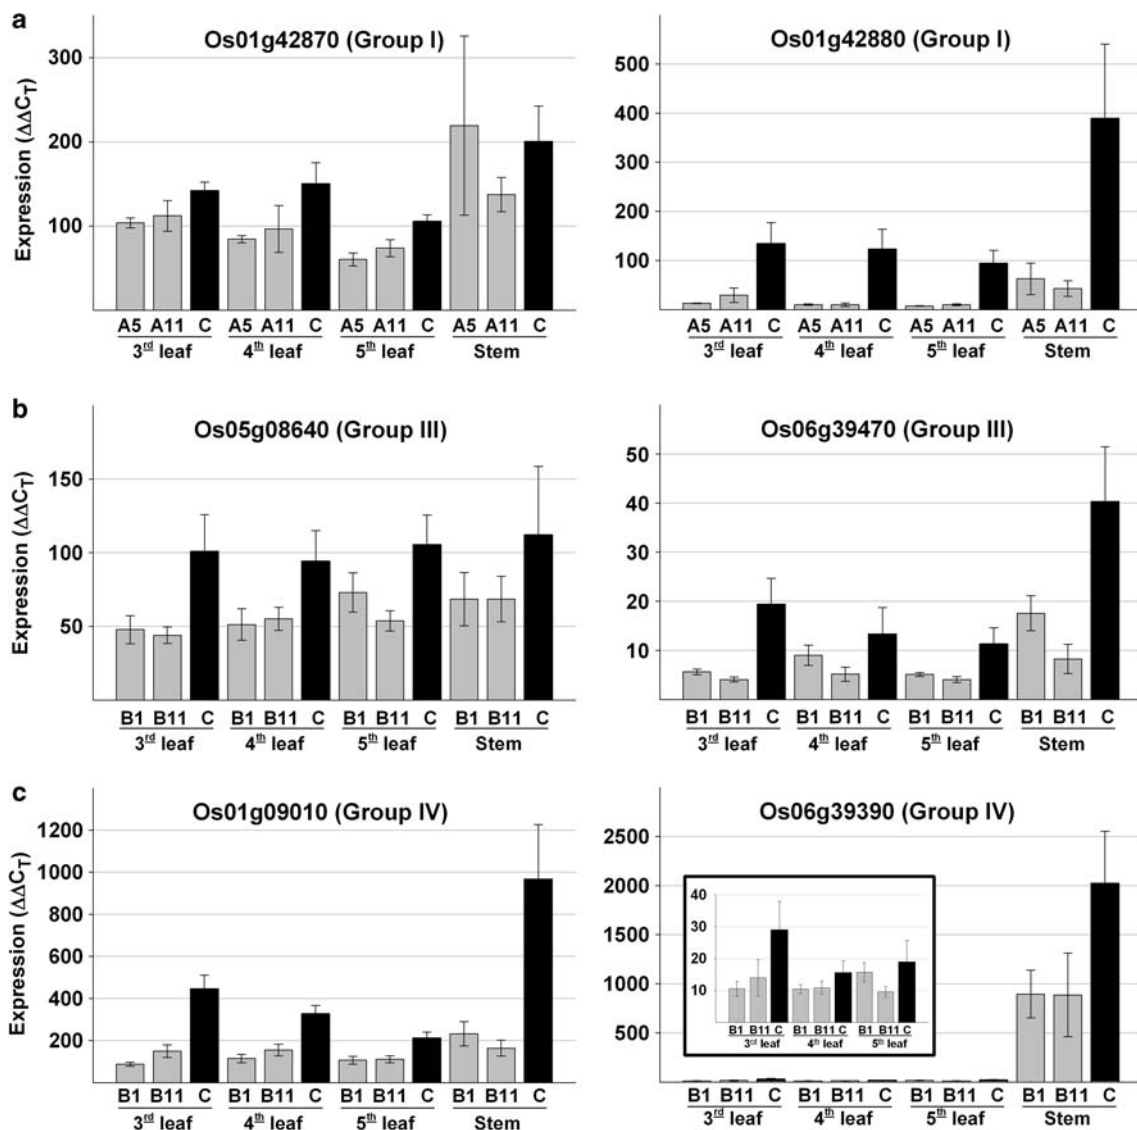 a
Os01g42870 (Group I)
Expression (ΔΔCT)
300
200
100
A5 A11 C A5 A11 C A5 A11 C A5 A11 C
3rd leaf 4th leaf 5th leaf Stem
Os01g42880 (Group I)
500
400
300
200
100
A5 A11 C A5 A11 C A5 A11 C A5 A11 C
3rd leaf 4th leaf 5th leaf Stem
b
Os05g08640 (Group III)
Expression (ΔΔCT)
150
100
50
B1 B11 C B1 B11 C B1 B11 C B1 B11 C
3rd leaf 4th leaf 5th leaf Stem
Os06g39470 (Group III)
50
40
30
20
10
B1 B11 C B1 B11 C B1 B11 C B1 B11 C
3rd leaf 4th leaf 5th leaf Stem
c
Os01g09010 (Group IV)
Expression (ΔΔCT)
1200
1000
800
600
400
200
B1 B11 C B1 B11 C B1 B11 C B1 B11 C
3rd leaf 4th leaf 5th leaf Stem
Os06g39390 (Group IV)
2500
2000
1500
1000
500
40
30
20
10
B1 B11 C B1 B11 C B1 B11 C
3rd leaf 4th leaf 5th leaf
B1 B11 C B1 B11 C B1 B11 C B1 B11 C
3rd leaf 4th leaf 5th leaf Stem